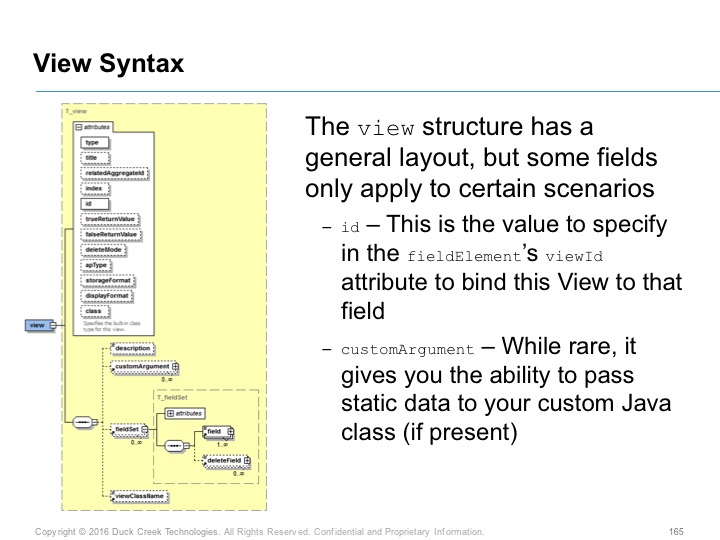 View Syntax
T_view
attributes
type
title
relatedAggregateId
index
id
trueReturnValue
falseReturnValue
deleteMode
apType
storageFormat
displayFormat
class
Specifies the built-in class
type for this view.
view
description
customArgument
0..∞
T_fieldSet
attributes
fieldSet
0..∞
field
1..∞
deleteField
0..∞
viewClassName
The view structure has a
general layout, but some fields
only apply to certain scenarios
– id – This is the value to specify
in the fieldElement’s viewId
attribute to bind this View to that
field
– customArgument – While rare, it
gives you the ability to pass
static data to your custom Java
class (if present)
Copyright © 2016 Duck Creek Technologies. All Rights Reserved. Confidential and Proprietary Information.
165